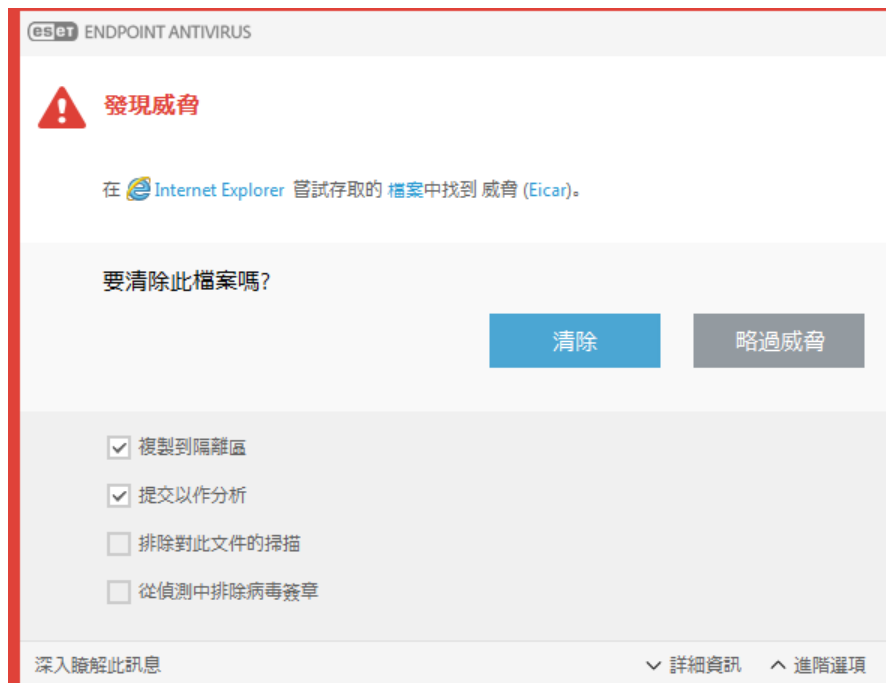 eset ENDPOINT ANTIVIRUS
發現威脅
在 Internet Explorer 嘗試存取的 檔案中找到 威脅 (Eicar)。
要清除此檔案嗎?
清除 略過威脅
複製到隔離區
提交以作分析
排除對此文件的掃描
從偵測中排除病毒簽章
深入瞭解此訊息 詳細資訊 進階選項